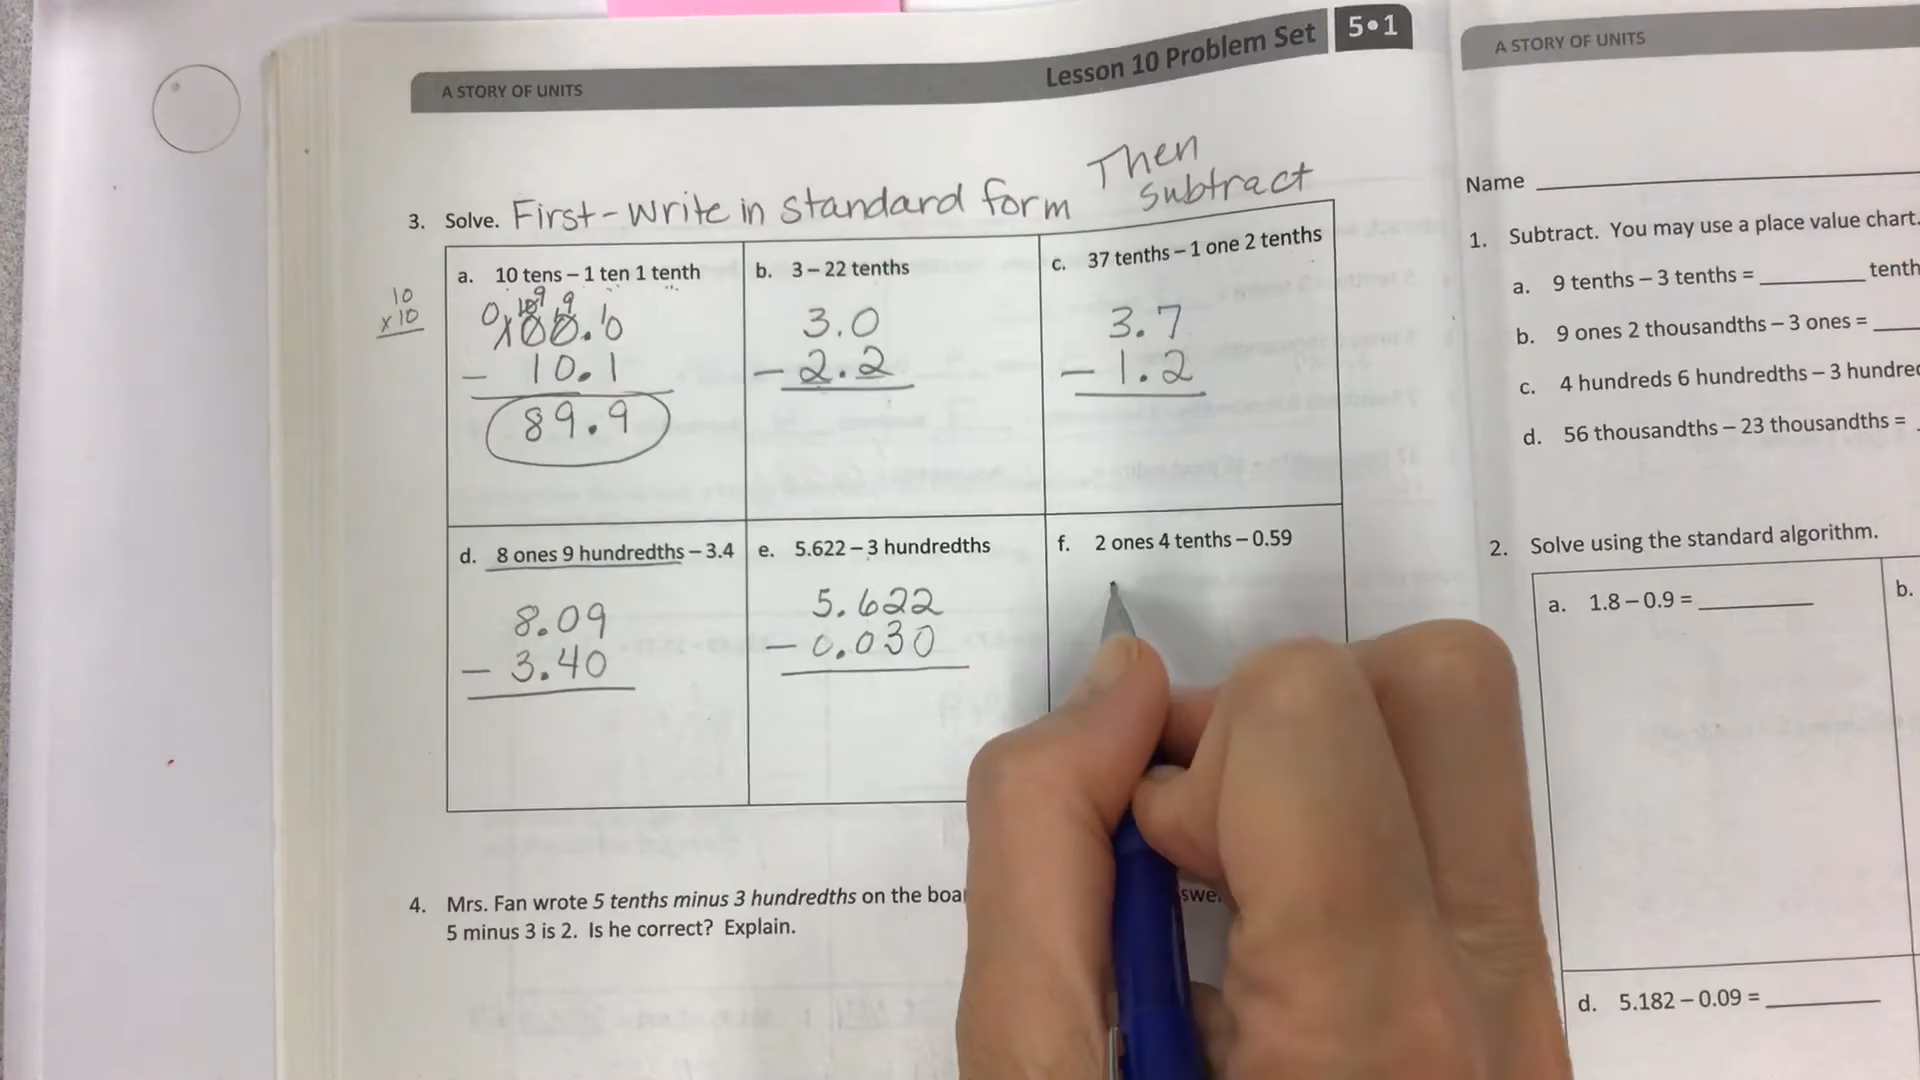 A STORY OF UNITS
Lesson 10 Problem Set 5•1
3. Solve. First - Write in standard form Then
subtract
a. 10 tens – 1 ten 1 tenth
10
x 10
100.0
- 10.1
89.9
b. 3 – 22 tenths
3.0
- 2.2
c. 37 tenths – 1 one 2 tenths
3.7
- 1.2
d. 8 ones 9 hundredths – 3.4
8.09
- 3.40
e. 5.622 – 3 hundredths
5.622
- 0.030
f. 2 ones 4 tenths – 0.59
4. Mrs. Fan wrote 5 tenths minus 3 hundredths on the
5 minus 3 is 2. Is he correct? Explain.
A STORY OF UNITS
Name
1. Subtract. You may use a place value chart.
a. 9 tenths – 3 tenths = ________ tenth
b. 9 ones 2 thousandths – 3 ones = ____
c. 4 hundreds 6 hundredths – 3
d. 56 thousandths – 23 thousandths =
2. Solve using the standard algorithm.
a. 1.8 – 0.9 = ________
b.
d. 5.182 – 0.09 = ________